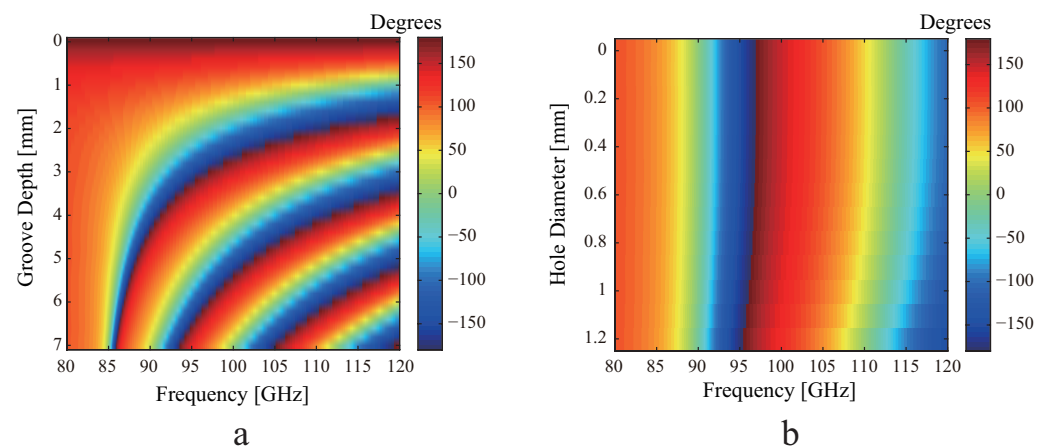 Degrees
Groove Depth [mm]
0
1
2
3
4
5
6
7
80 85 90 95 100 105 110 115 120
Frequency [GHz]
150
100
50
0
−50
−100
−150
a
Degrees
Hole Diameter [mm]
0
0.2
0.4
0.6
0.8
1
1.2
80 85 90 95 100 105 110 115 120
Frequency [GHz]
150
100
50
0
−50
−100
−150
b